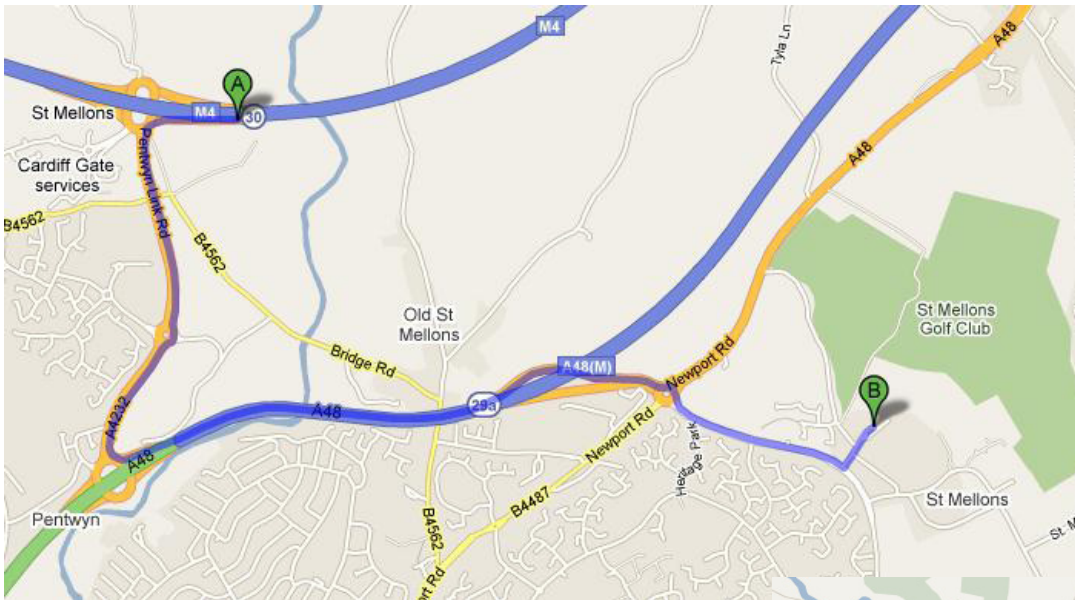 M4
Tyla Ln
A48
A
M4
30
St Mellons
Cardiff Gate
services
Pentwyn Link Rd
A48
B4562
B4562
Old St
Mellons
St Mellons
Golf Club
Bridge Rd
A48(M)
Newport Rd
B
29a
A48
A4232
A48
Newport Rd
Heritage Park
B4487
St Mellons
Pentwyn
B4562
St. M
rt Rd